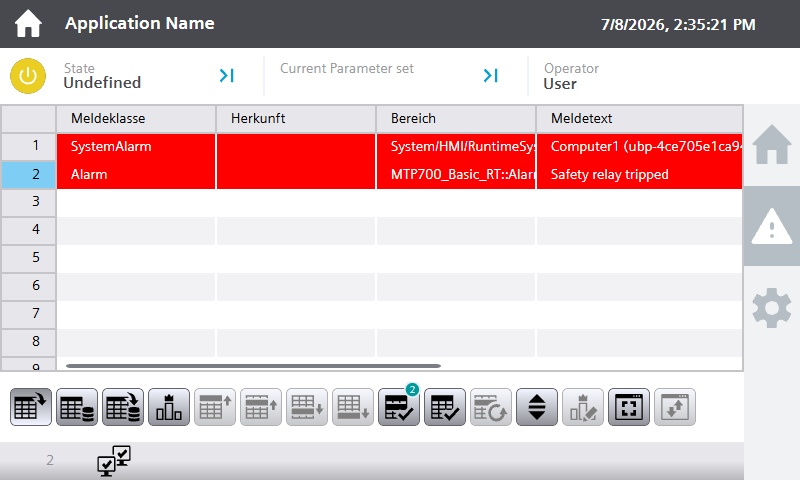 Application Name
7/8/2026, 2:35:21 PM
State
Undefined
Current Parameter set
Operator
User
Meldeklasse Herkunft Bereich Meldetext
1 SystemAlarm System/HMI/RuntimeSys Computer1 (ubp-4ce705e1ca94
2 Alarm MTP700_Basic_RT::Alarm Safety relay tripped
3
4
5
6
7
8
9
2
2